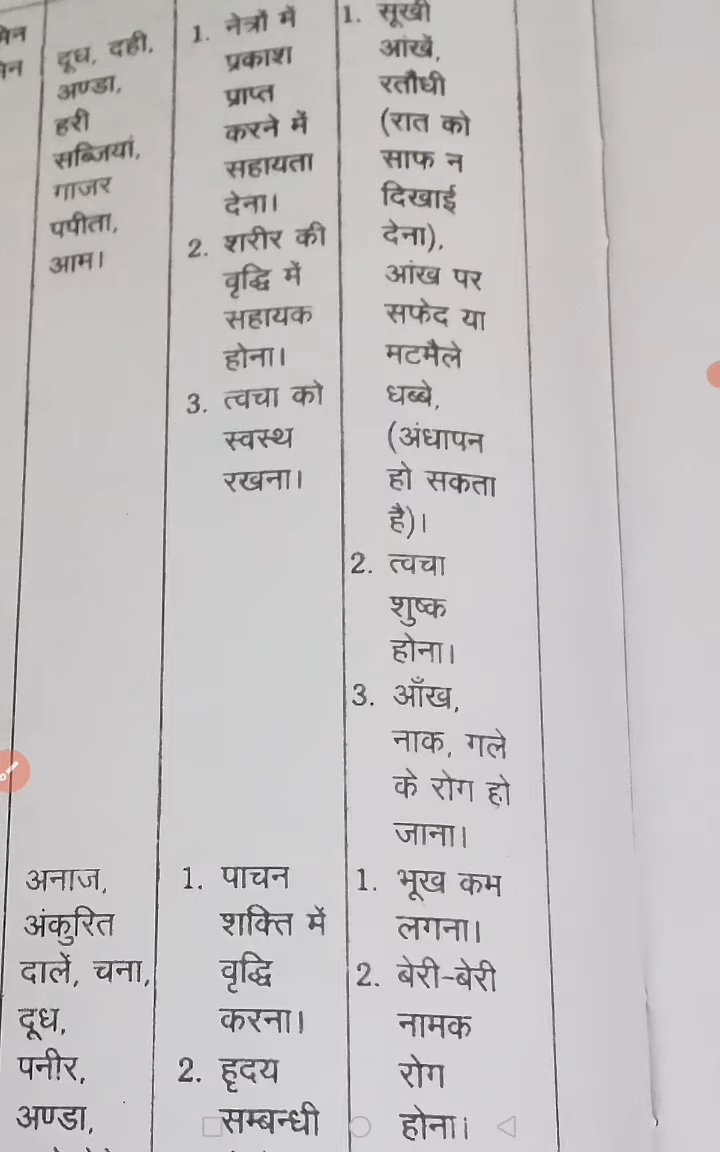 दूध, दही,
अण्डा,
हरी
सब्जियां,
गाजर
पपीता,
आम।
1. नेत्रों में
प्रकाश
प्राप्त
करने में
सहायता
देना।
2. शरीर की
वृद्धि में
सहायक
होना।
3. त्वचा को
स्वस्थ
रखना।
1. सूखी
आंखें,
रतौधी
(रात को
साफ न
दिखाई
देना),
आंख पर
सफेद या
मटमैले
धब्बे,
(अंधापन
हो सकता
है)।
2. त्वचा
शुष्क
होना।
3. आँख,
नाक, गले
के रोग हो
जाना।
अनाज,
अंकुरित
दालें, चना,
दूध,
पनीर,
अण्डा,
1. पाचन
शक्ति में
वृद्धि
करना।
2. हृदय
सम्बन्धी
1. भूख कम
लगना।
2. बेरी-बेरी
नामक
रोग
होना।